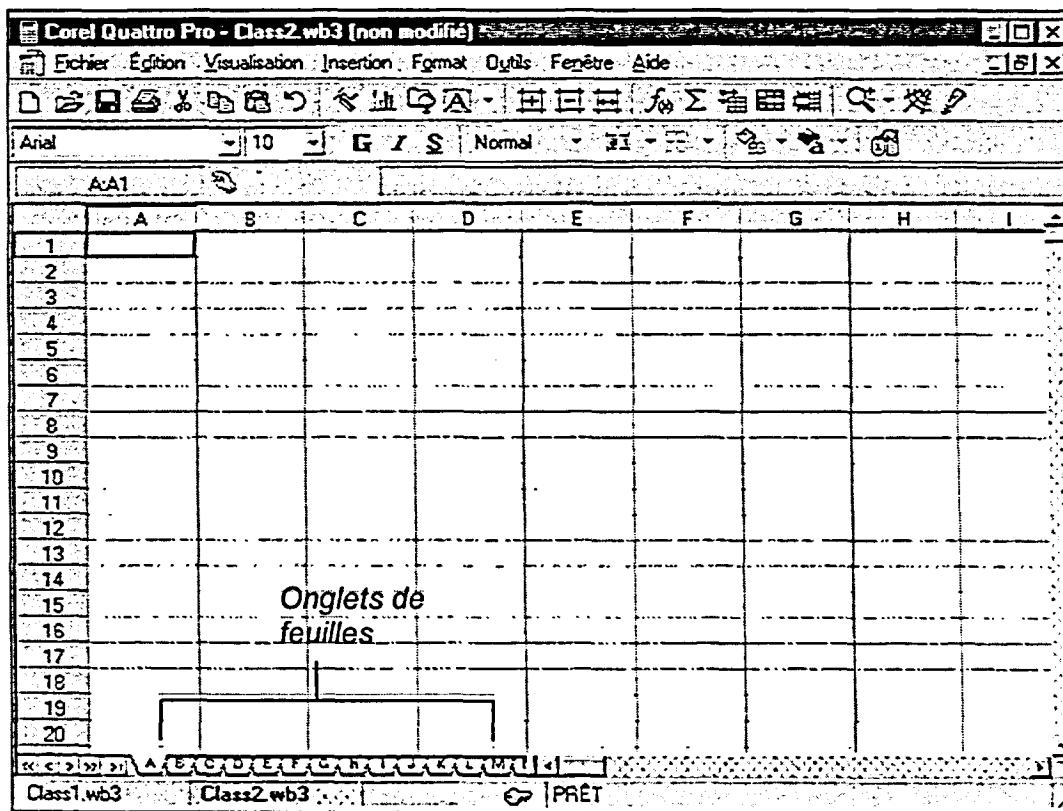 Corel Quattro Pro - Class2.wb3 (non modifié)
Fichier Édition Visualisation Insertion Format Outils Fenêtre Aide
Arial 10 G I S Normal
A:A1
A B C D E F G H I
1
2
3
4
5
6
7
8
9
10
11
12
13
14
15
16
17
18
19
20
Onglets de
feuilles
A B C D E F G H I J K L M
Class1.wb3 Class2.wb3 PRÊT